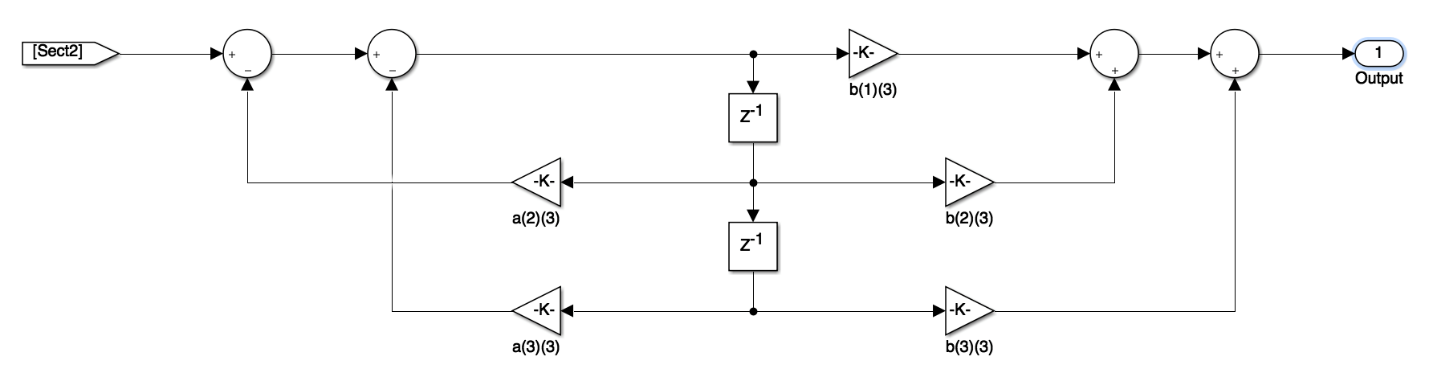 [Sect2]
+
−
+
−
-K-
b(1)(3)
+
+
+
+
1
Output
z-1
-K-
a(2)(3)
-K-
b(2)(3)
z-1
-K-
a(3)(3)
-K-
b(3)(3)